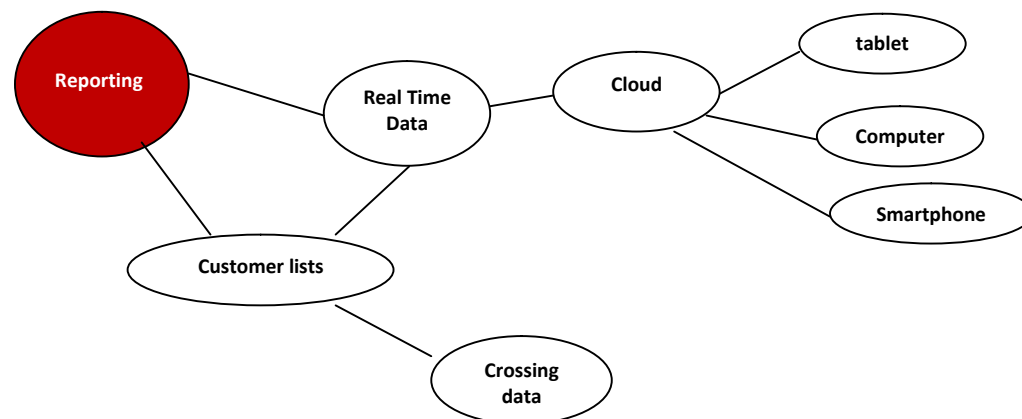 Reporting
Real Time
Data
Cloud
tablet
Computer
Smartphone
Customer lists
Crossing
data